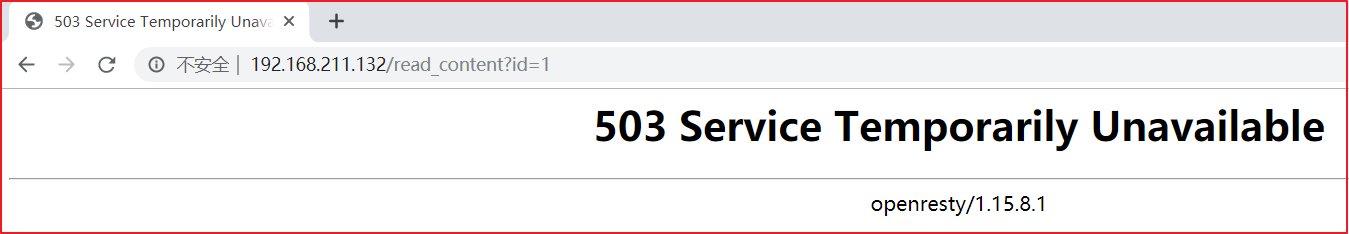 503 Service Temporarily Unava
不安全 | 192.168.211.132/read_content?id=1
503 Service Temporarily Unavailable
openresty/1.15.8.1